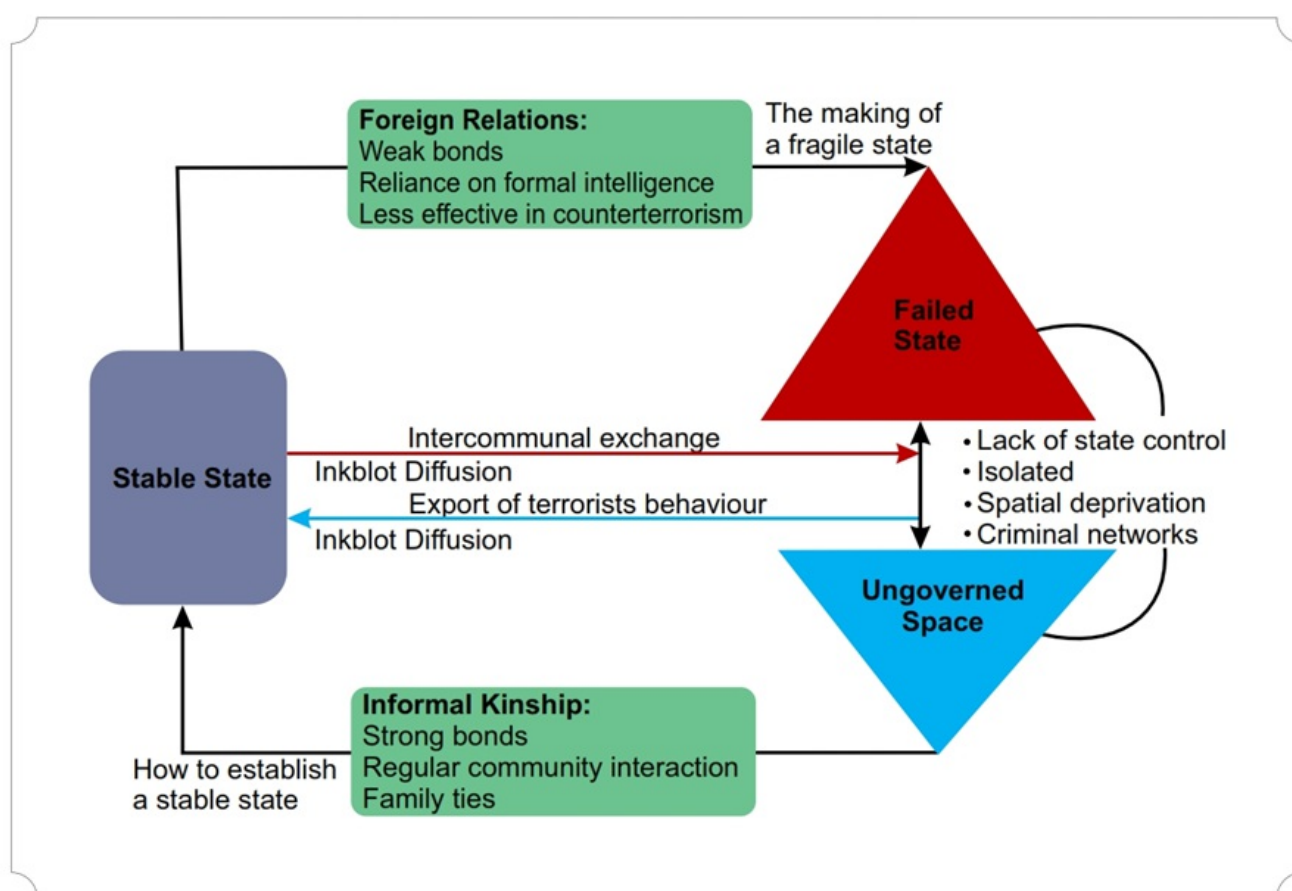 Foreign Relations:
Weak bonds
Reliance on formal intelligence
Less effective in counterterrorism
The making of
a fragile state
Failed
State
Stable State
Intercommunal exchange
Inkblot Diffusion
Export of terrorists behaviour
Inkblot Diffusion
• Lack of state control
• Isolated
• Spatial deprivation
• Criminal networks
Ungoverned
Space
Informal Kinship:
Strong bonds
Regular community interaction
Family ties
How to establish
a stable state